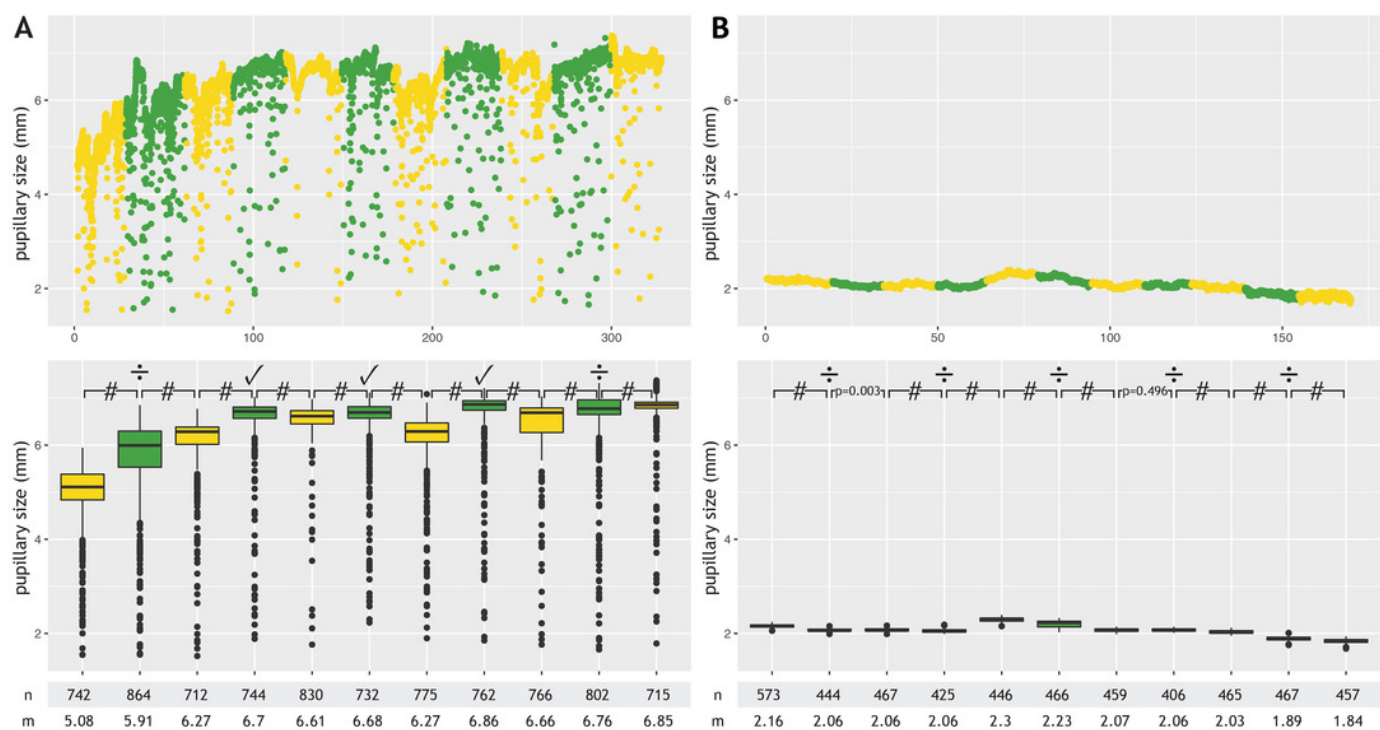 A
pupillary size (mm)
6
4
2
0 100 200 300
B
pupillary size (mm)
6
4
2
0 50 100 150
÷ ✓ ✓ ✓ ÷
# # # # # # # # # #
pupillary size (mm)
6
4
2
n 742 864 712 744 830 732 775 762 766 802 715
m 5.08 5.91 6.27 6.7 6.61 6.68 6.27 6.86 6.66 6.76 6.85
÷ ÷ ÷ ÷ ÷
# p=0.003 # # # # p=0.496 # # #
pupillary size (mm)
6
4
2
n 573 444 467 425 446 466 459 406 465 467 457
m 2.16 2.06 2.06 2.06 2.3 2.23 2.07 2.06 2.03 1.89 1.84